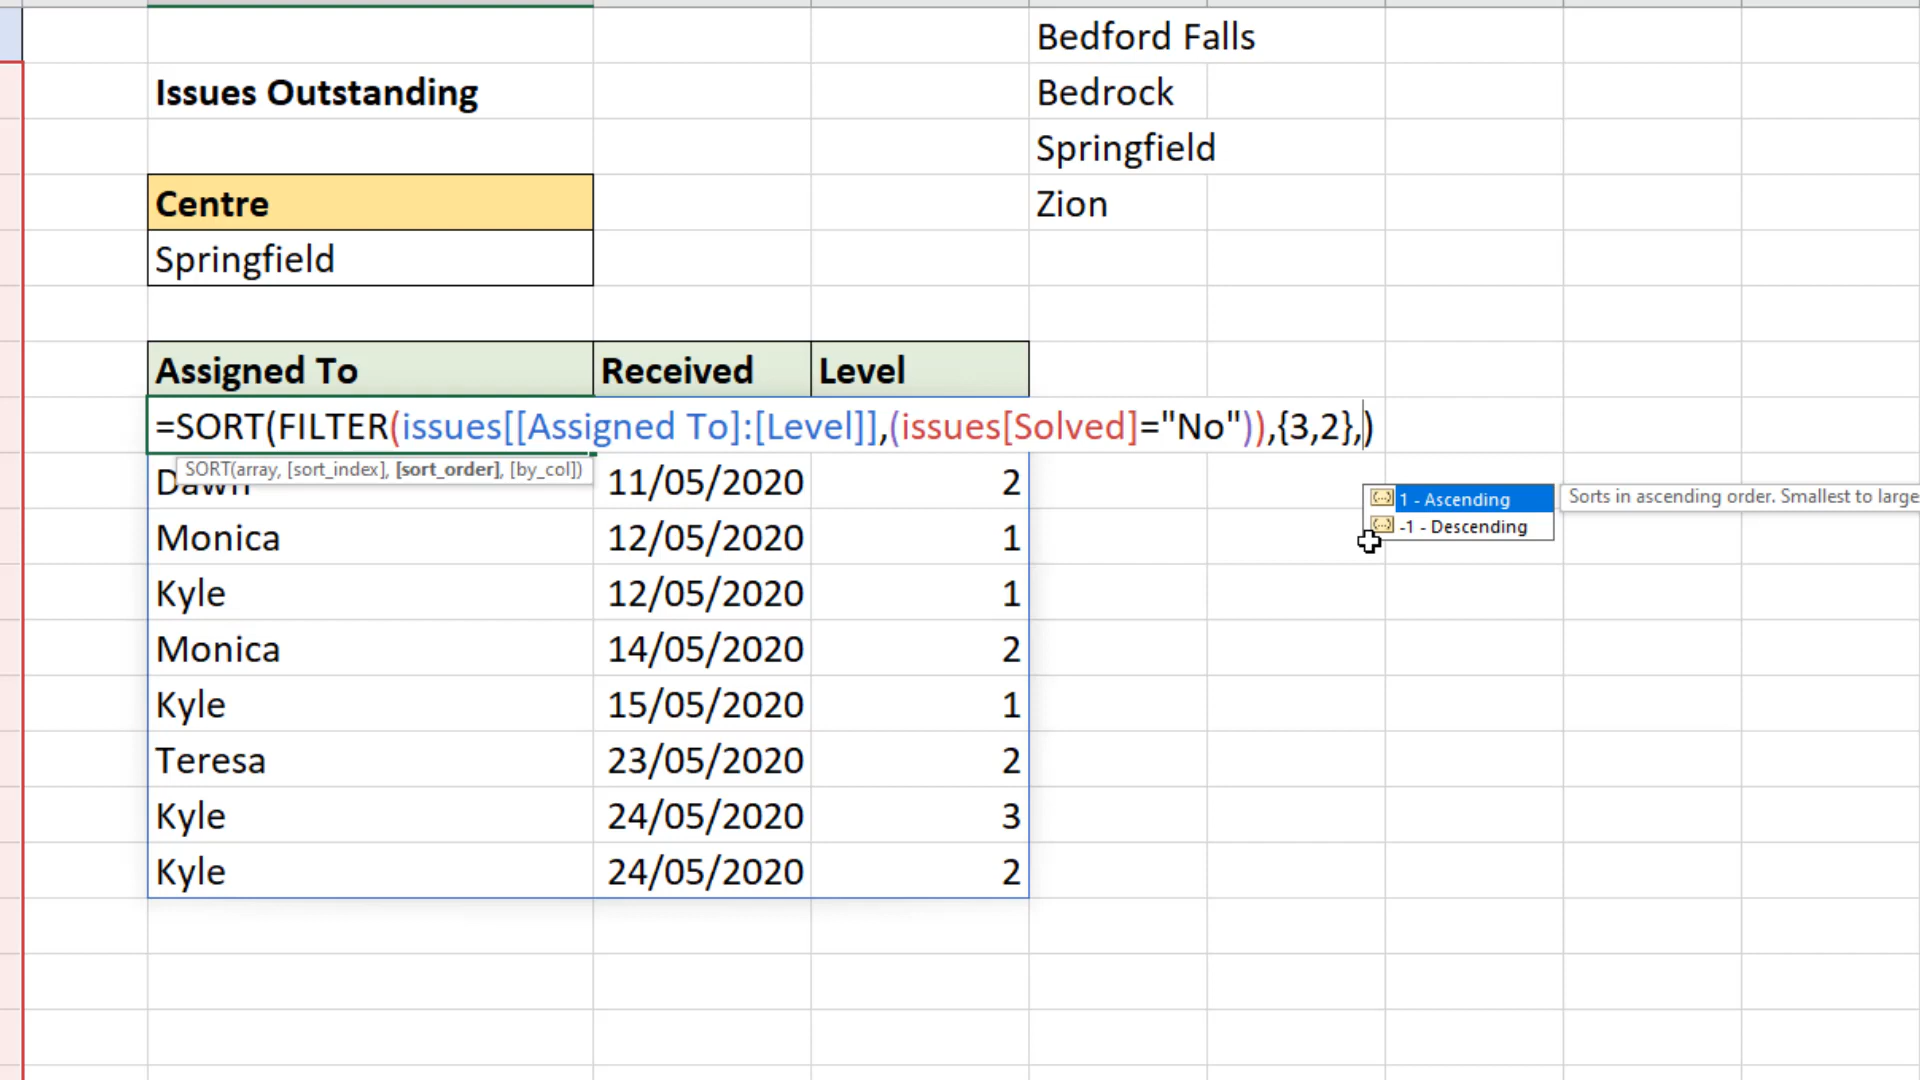 Bedford Falls
Issues Outstanding Bedrock
Springfield
Centre Zion
Springfield
Assigned To Received Level
=SORT(FILTER(issues[[Assigned To]:[Level]],(issues[Solved]="No")),{3,2},)
SORT(array, [sort_index], [sort_order], [by_col])
Dawn 11/05/2020 2
1 - Ascending Sorts in ascending order. Smallest to large
-1 - Descending
Monica 12/05/2020 1
Kyle 12/05/2020 1
Monica 14/05/2020 2
Kyle 15/05/2020 1
Teresa 23/05/2020 2
Kyle 24/05/2020 3
Kyle 24/05/2020 2